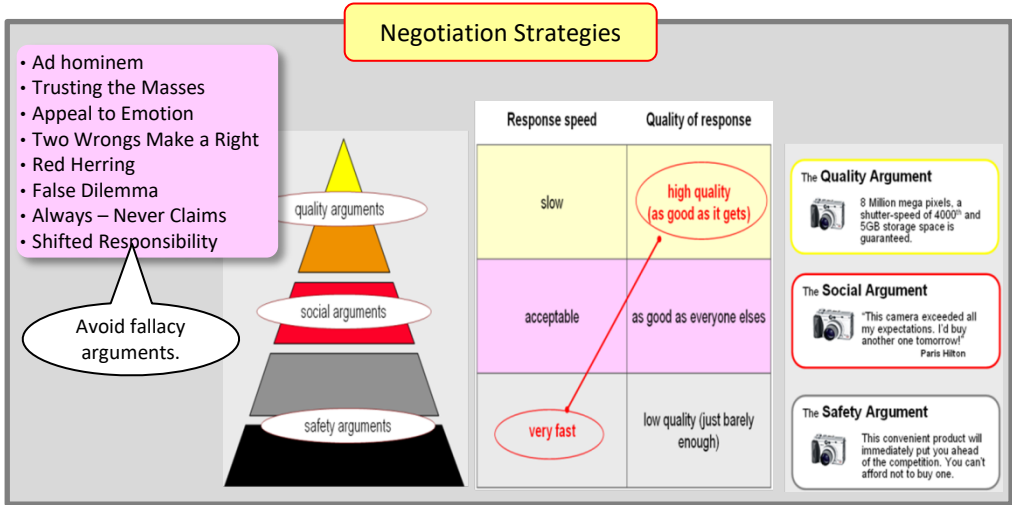 Negotiation Strategies
• Ad hominem
• Trusting the Masses
• Appeal to Emotion
• Two Wrongs Make a Right
• Red Herring
• False Dilemma
• Always – Never Claims
• Shifted Responsibility
Avoid fallacy
arguments.
quality arguments
social arguments
safety arguments
Response speed
Quality of response
slow
high quality
(as good as it gets)
acceptable
as good as everyone elses
very fast
low quality (just barely
enough)
The Quality Argument
8 Million mega pixels, a
shutter-speed of 4000th and
5GB storage space is
guaranteed.
The Social Argument
“This camera exceeded all
my expectations. I'd buy
another one tomorrow!”
Paris Hilton
The Safety Argument
This convenient product will
immediately put you ahead
of the competition. You can't
afford not to buy one.